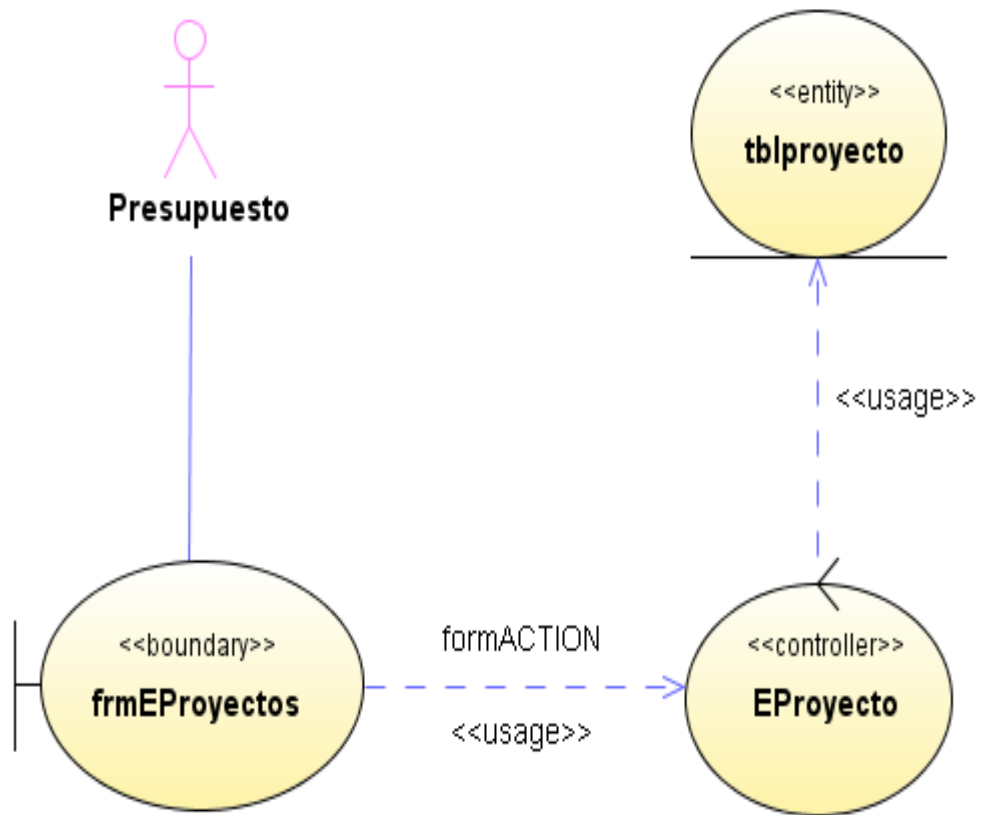 <<entity>>
tblproyecto
Presupuesto
<<usage>>
formACTION
<<boundary>>
frmEProyectos
<<controller>>
EProyecto
<<usage>>